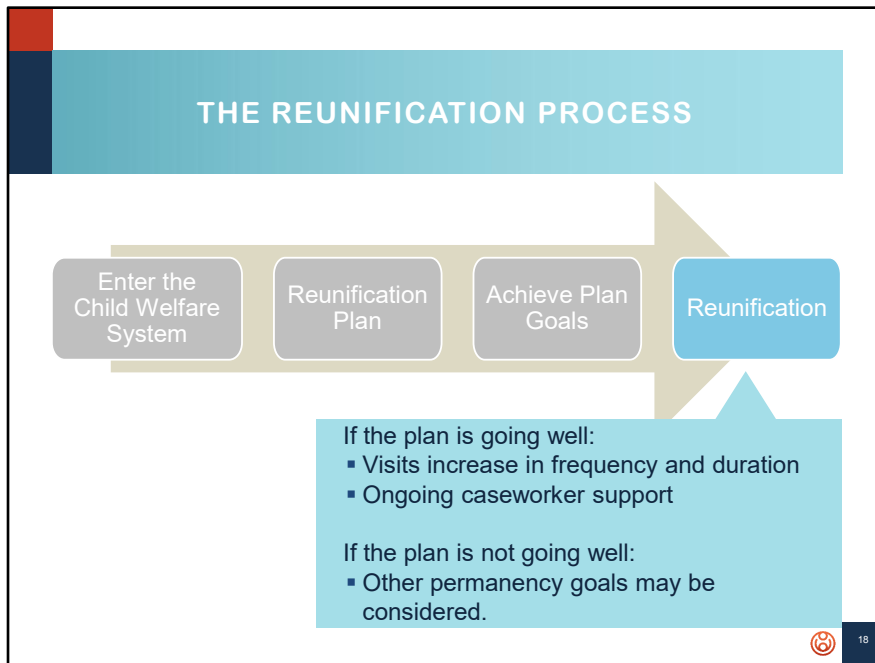 THE REUNIFICATION PROCESS
Enter the
Child Welfare
System
Reunification
Plan
Achieve Plan
Goals
Reunification
If the plan is going well:
▪ Visits increase in frequency and duration
▪ Ongoing caseworker support
If the plan is not going well:
▪ Other permanency goals may be
considered.
18